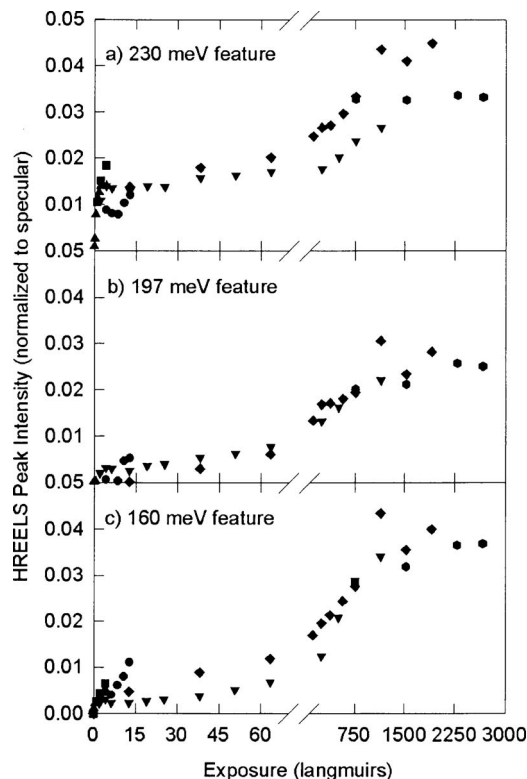 0.05
a) 230 meV feature
0.04
0.03
0.02
0.01
0.05
b) 197 meV feature
0.04
0.03
0.02
0.01
0.05
c) 160 meV feature
0.04
0.03
0.02
0.01
0.00
0 15 30 45 60 750 1500 2250 3000
Exposure (langmuirs)
HREELS Peak Intensity (normalized to specular)